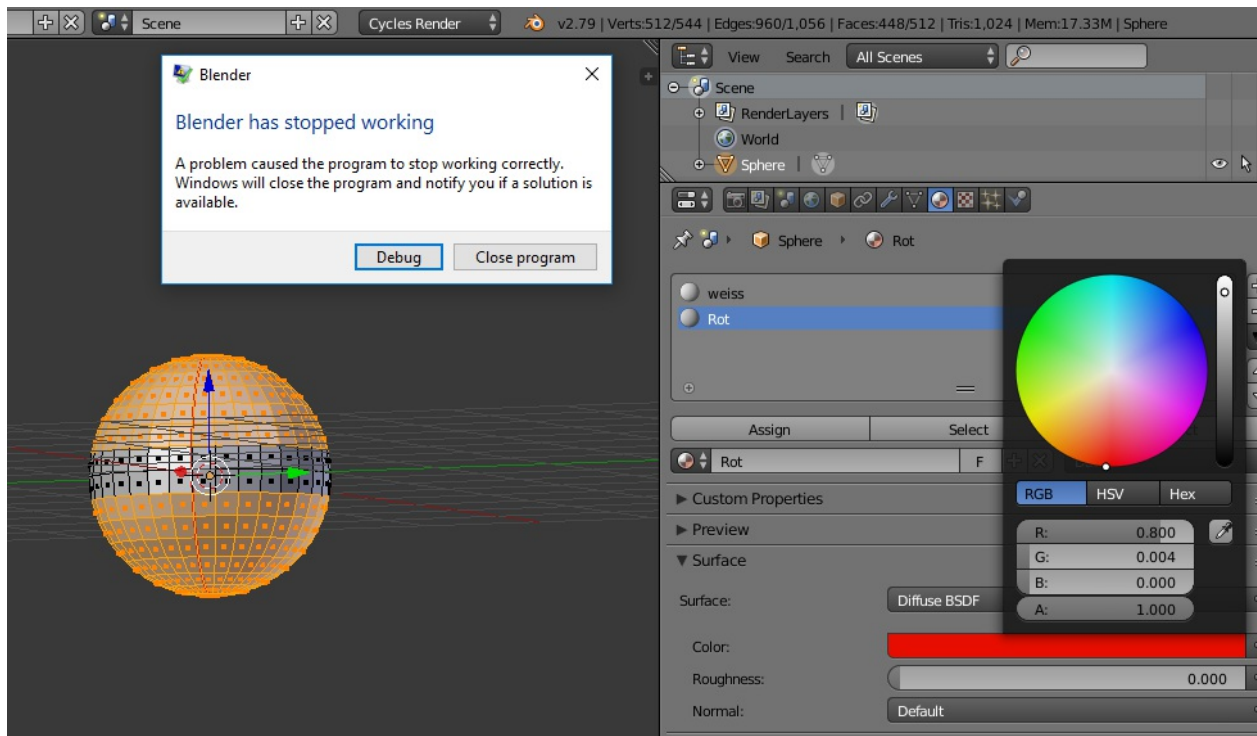 Scene
Cycles Render
v2.79 | Verts:512/544 | Edges:960/1,056 | Faces:448/512 | Tris:1,024 | Mem:17.33M | Sphere
View Search All Scenes
Scene
RenderLayers |
World
Sphere |
Blender
Blender has stopped working
A problem caused the program to stop working correctly.
Windows will close the program and notify you if a solution is
available.
Debug Close program
Sphere Rot
weiss
Rot
Assign Select
Rot F
Custom Properties
Preview
Surface
Surface: Diffuse BSDF
Color:
Roughness: 0.000
Normal: Default
RGB HSV Hex
R: 0.800
G: 0.004
B: 0.000
A: 1.000